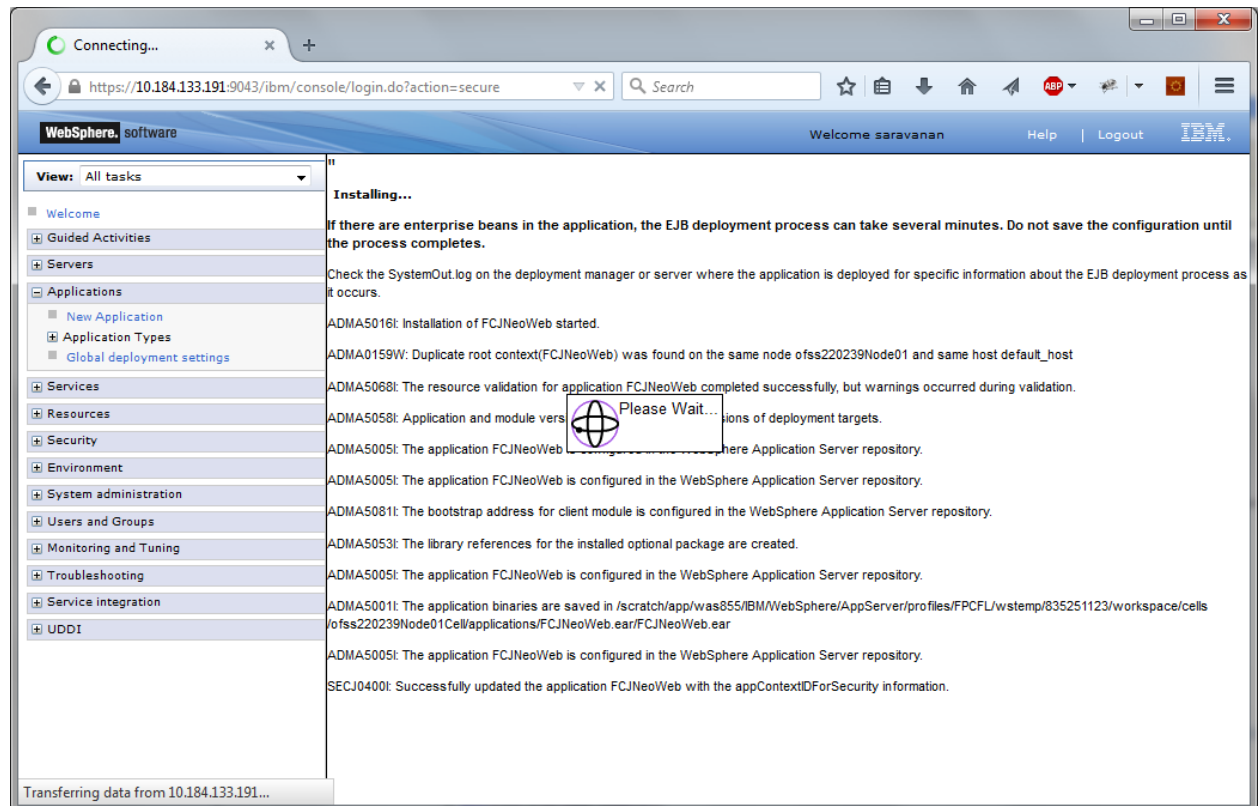 Connecting...
https://10.184.133.191:9043/ibm/console/login.do?action=secure
Search
ABP
WebSphere. software
Welcome saravanan
Help | Logout
IBM.
View: All tasks
Welcome
Guided Activities
Servers
Applications
New Application
Application Types
Global deployment settings
Services
Resources
Security
Environment
System administration
Users and Groups
Monitoring and Tuning
Troubleshooting
Service integration
UDDI
"
Installing...
If there are enterprise beans in the application, the EJB deployment process can take several minutes. Do not save the configuration until
the process completes.
Check the SystemOut.log on the deployment manager or server where the application is deployed for specific information about the EJB deployment process as
it occurs.
ADMA5016I: Installation of FCJNeoWeb started.
ADMA0159W: Duplicate root context(FCJNeoWeb) was found on the same node ofss220239Node01 and same host default_host
ADMA5068I: The resource validation for application FCJNeoWeb completed successfully, but warnings occurred during validation.
Please Wait...
ADMA5058I: Application and module vers ions of deployment targets.
ADMA5005I: The application FCJNeoWeb is configured in the WebSphere Application Server repository.
ADMA5005I: The application FCJNeoWeb is configured in the WebSphere Application Server repository.
ADMA5081I: The bootstrap address for client module is configured in the WebSphere Application Server repository.
ADMA5053I: The library references for the installed optional package are created.
ADMA5005I: The application FCJNeoWeb is configured in the WebSphere Application Server repository.
ADMA5001I: The application binaries are saved in /scratch/app/was855/IBM/WebSphere/AppServer/profiles/FPCFL/wstemp/835251123/workspace/cells
/ofss220239Node01Cell/applications/FCJNeoWeb.ear/FCJNeoWeb.ear
ADMA5005I: The application FCJNeoWeb is configured in the WebSphere Application Server repository.
SECJ0400I: Successfully updated the application FCJNeoWeb with the appContextIDForSecurity information.
Transferring data from 10.184.133.191...